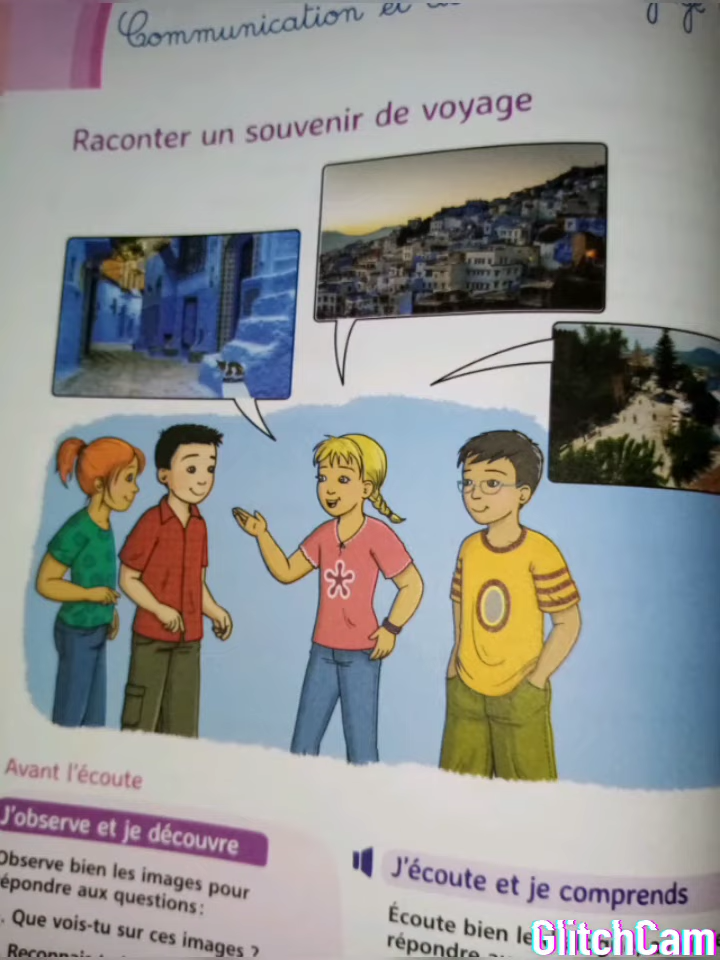 Communication et
Raconter un souvenir de voyage
Avant l'écoute
J'observe et je découvre
Observe bien les images pour
répondre aux questions :
. Que vois-tu sur ces images ?
J'écoute et je comprends
Écoute bien le
répondre
GlitchCam